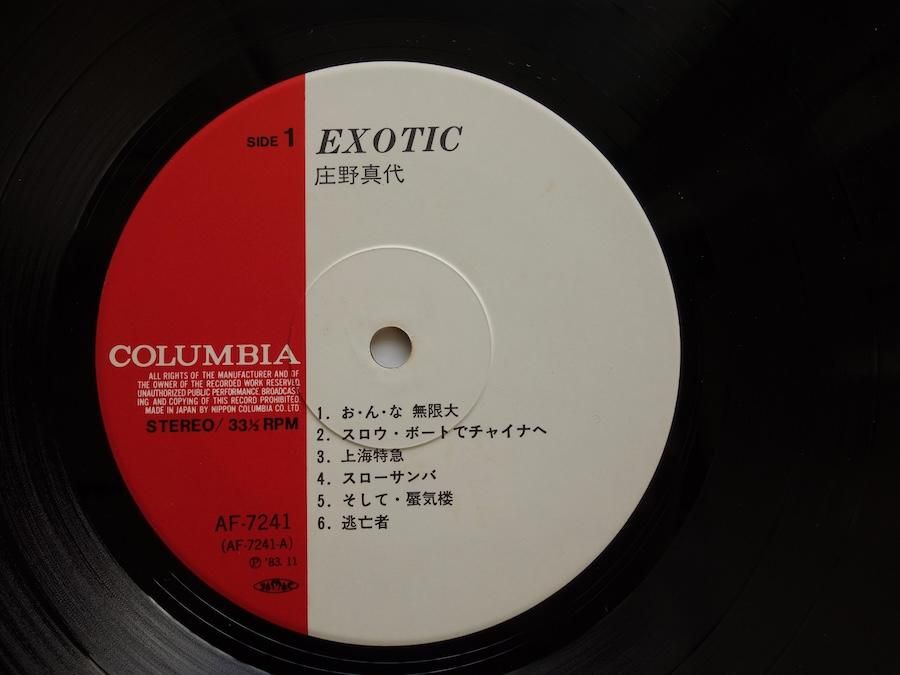 SIDE 1
EXOTIC
庄野真代
COLUMBIA
ALL RIGHTS OF THE MANUFACTURER AND OF
THE OWNER OF THE RECORDED WORK RESERVED.
UNAUTHORIZED PUBLIC PERFORMANCE BROADCAST
ING AND COPYING OF THIS RECORD PROHIBITED.
MADE IN JAPAN BY NIPPON COLUMBIA CO. LTD.
STEREO/33⅓ RPM
1. お・ん・な 無限大
2. スロウ・ボートでチャイナへ
3. 上海特急
4. スローサンバ
5. そして・蜃気楼
6. 逃亡者
AF-7241
(AF-7241-A)
Ⓟ '83. 11